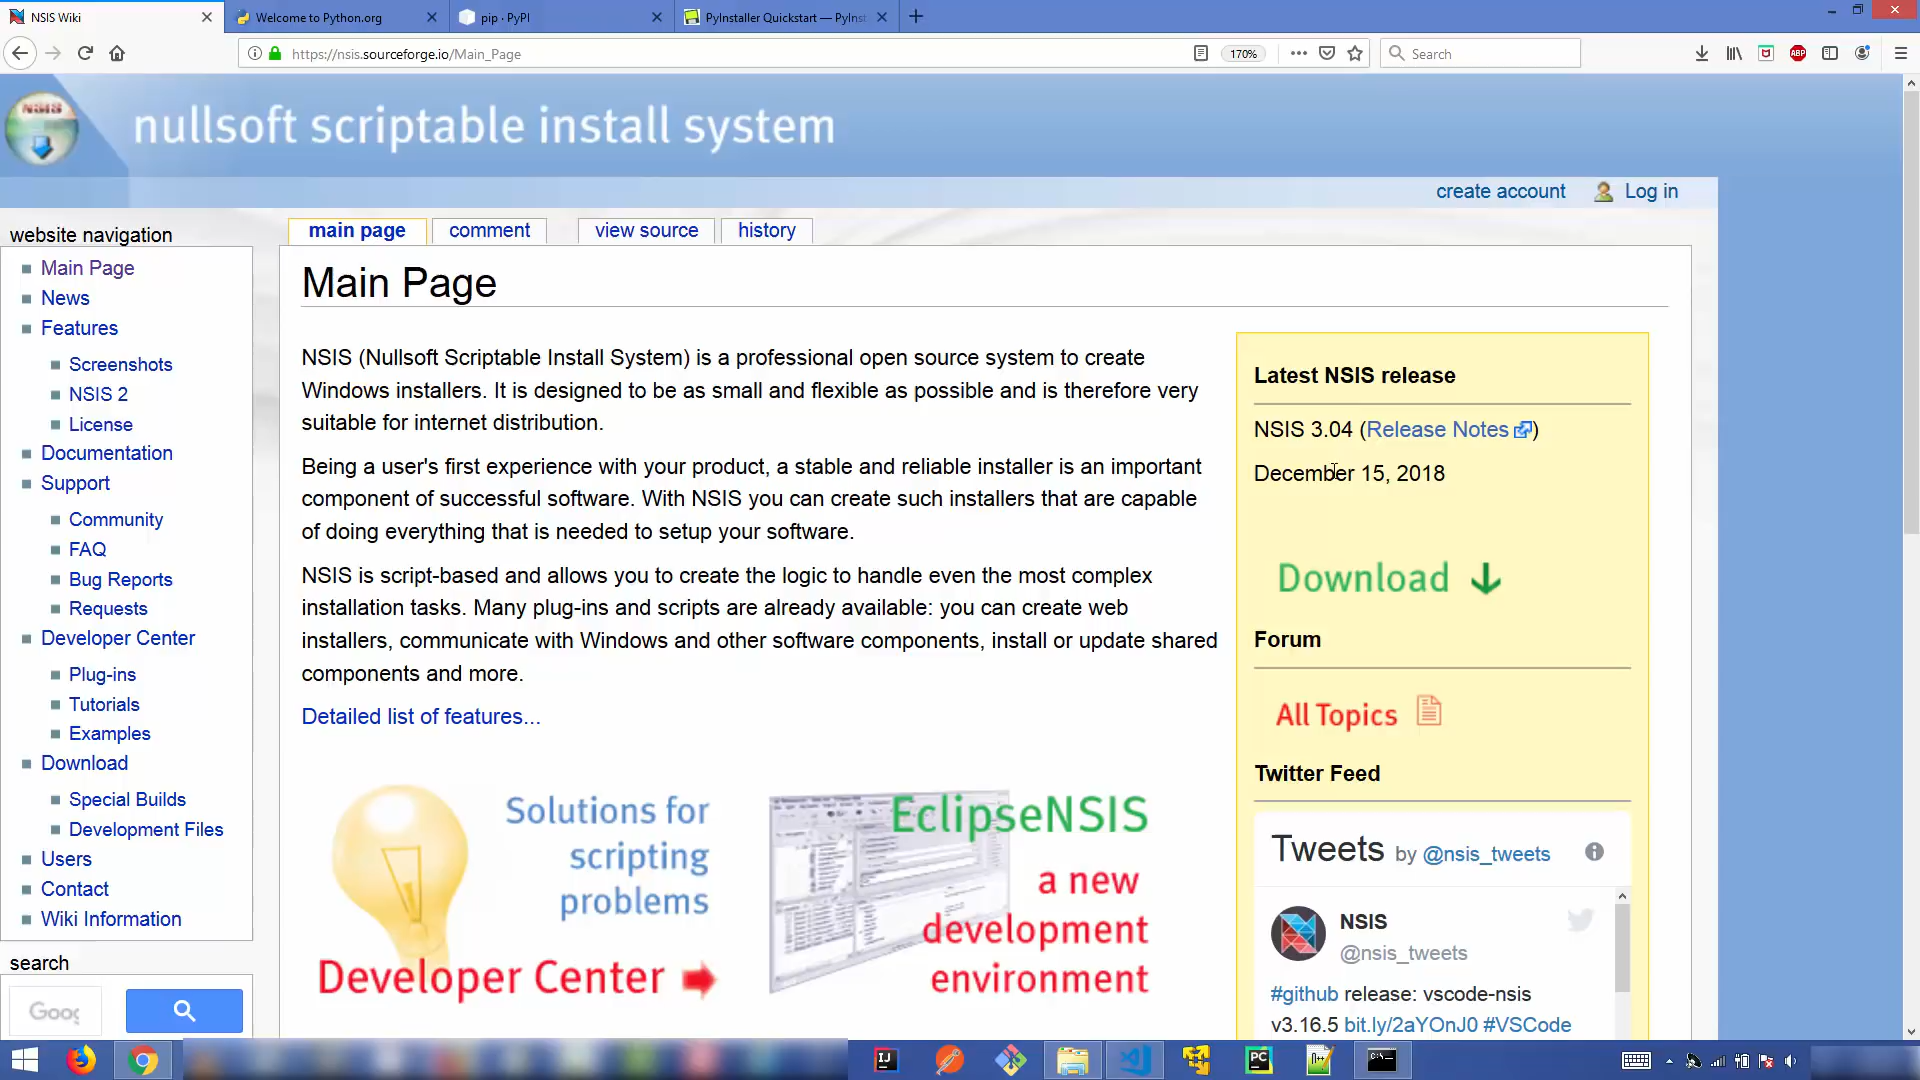 NSIS Wiki
Welcome to Python.org
pip · PyPI
PyInstaller Quickstart — PyInst
https://nsis.sourceforge.io/Main_Page
170%
Search
NSIS
nullsoft scriptable install system
create account
Log in
website navigation
Main Page
News
Features
Screenshots
NSIS 2
License
Documentation
Support
Community
FAQ
Bug Reports
Requests
Developer Center
Plug-ins
Tutorials
Examples
Download
Special Builds
Development Files
Users
Contact
Wiki Information
search
Goog
main page
comment
view source
history
Main Page
NSIS (Nullsoft Scriptable Install System) is a professional open source system to create
Windows installers. It is designed to be as small and flexible as possible and is therefore very
suitable for internet distribution.
Being a user's first experience with your product, a stable and reliable installer is an important
component of successful software. With NSIS you can create such installers that are capable
of doing everything that is needed to setup your software.
NSIS is script-based and allows you to create the logic to handle even the most complex
installation tasks. Many plug-ins and scripts are already available: you can create web
installers, communicate with Windows and other software components, install or update shared
components and more.
Detailed list of features...
Solutions for
scripting
problems
Developer Center
EclipseNSIS
a new
development
environment
Latest NSIS release
NSIS 3.04 (Release Notes)
December 15, 2018
Download
Forum
All Topics
Twitter Feed
Tweets by @nsis_tweets
NSIS
@nsis_tweets
#github release: vscode-nsis
v3.16.5 bit.ly/2aYOnJ0 #VSCode
ABP
IJ
PC